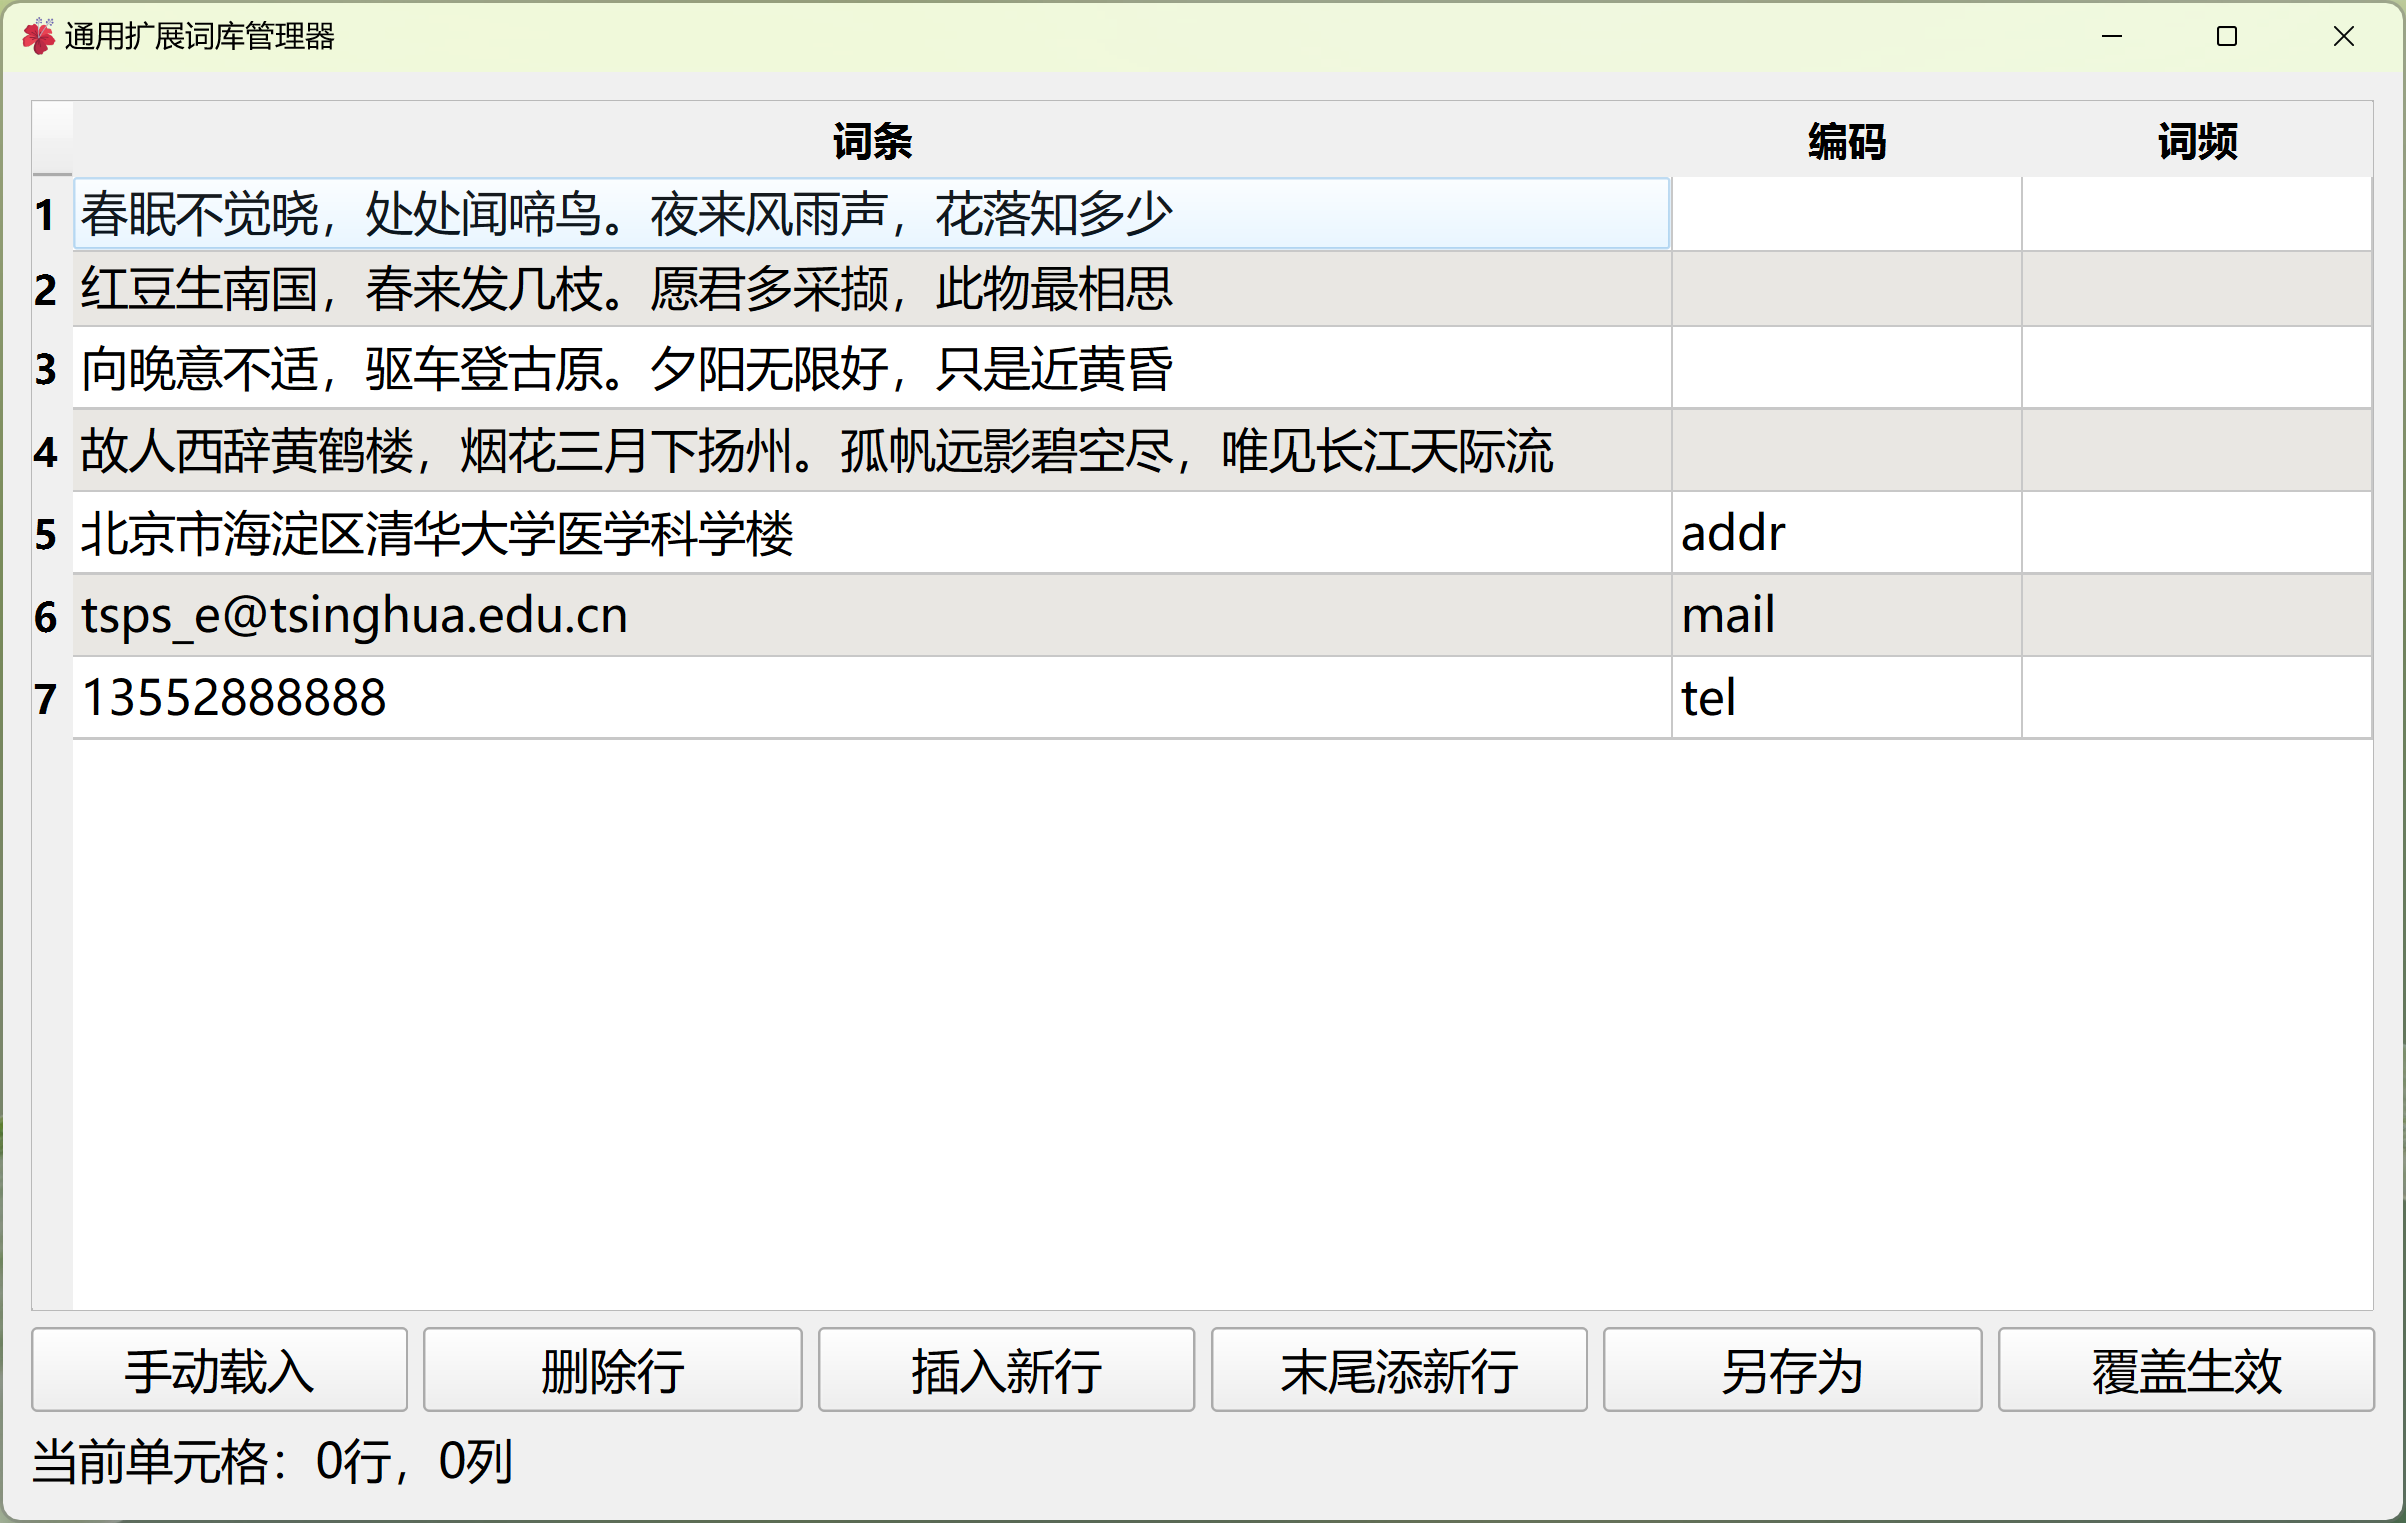 通用扩展词库管理器
词条 编码 词频
1 春眠不觉晓，处处闻啼鸟。夜来风雨声，花落知多少
2 红豆生南国，春来发几枝。愿君多采撷，此物最相思
3 向晚意不适，驱车登古原。夕阳无限好，只是近黄昏
4 故人西辞黄鹤楼，烟花三月下扬州。孤帆远影碧空尽，唯见长江天际流
5 北京市海淀区清华大学医学科学楼 addr
6 tsps_e@tsinghua.edu.cn mail
7 13552888888 tel
手动载入 删除行 插入新行 末尾添新行 另存为 覆盖生效
当前单元格：0行，0列